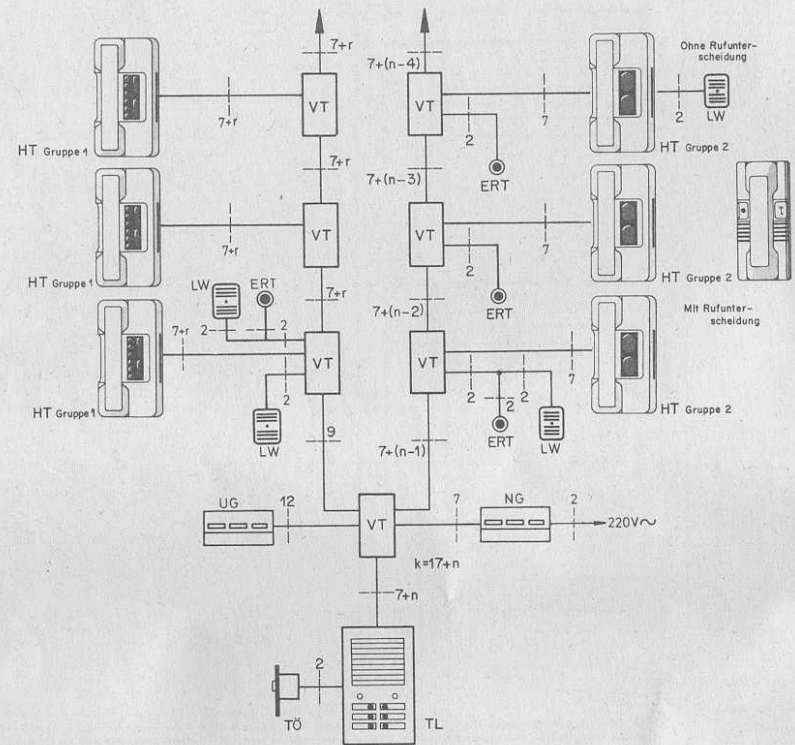 7+r
7+(n-4)
Ohne Rufunter-
scheidung
VT
VT
7+r
2
7
2
LW
HT Gruppe 1
ERT
HT Gruppe 2
7+r
7+(n-3)
VT
VT
7+r
2
7
HT Gruppe 1
LW
ERT
7+r
ERT
HT Gruppe 2
7+(n-2)
Mit Rufunter-
scheidung
7+r
2
2
VT
VT
2
2
2
2
7
HT Gruppe 1
LW
9
ERT
LW
HT Gruppe 2
7+(n-1)
UG
12
VT
7
NG
2
220V~
k=17+n
7+n
2
TÖ
TL